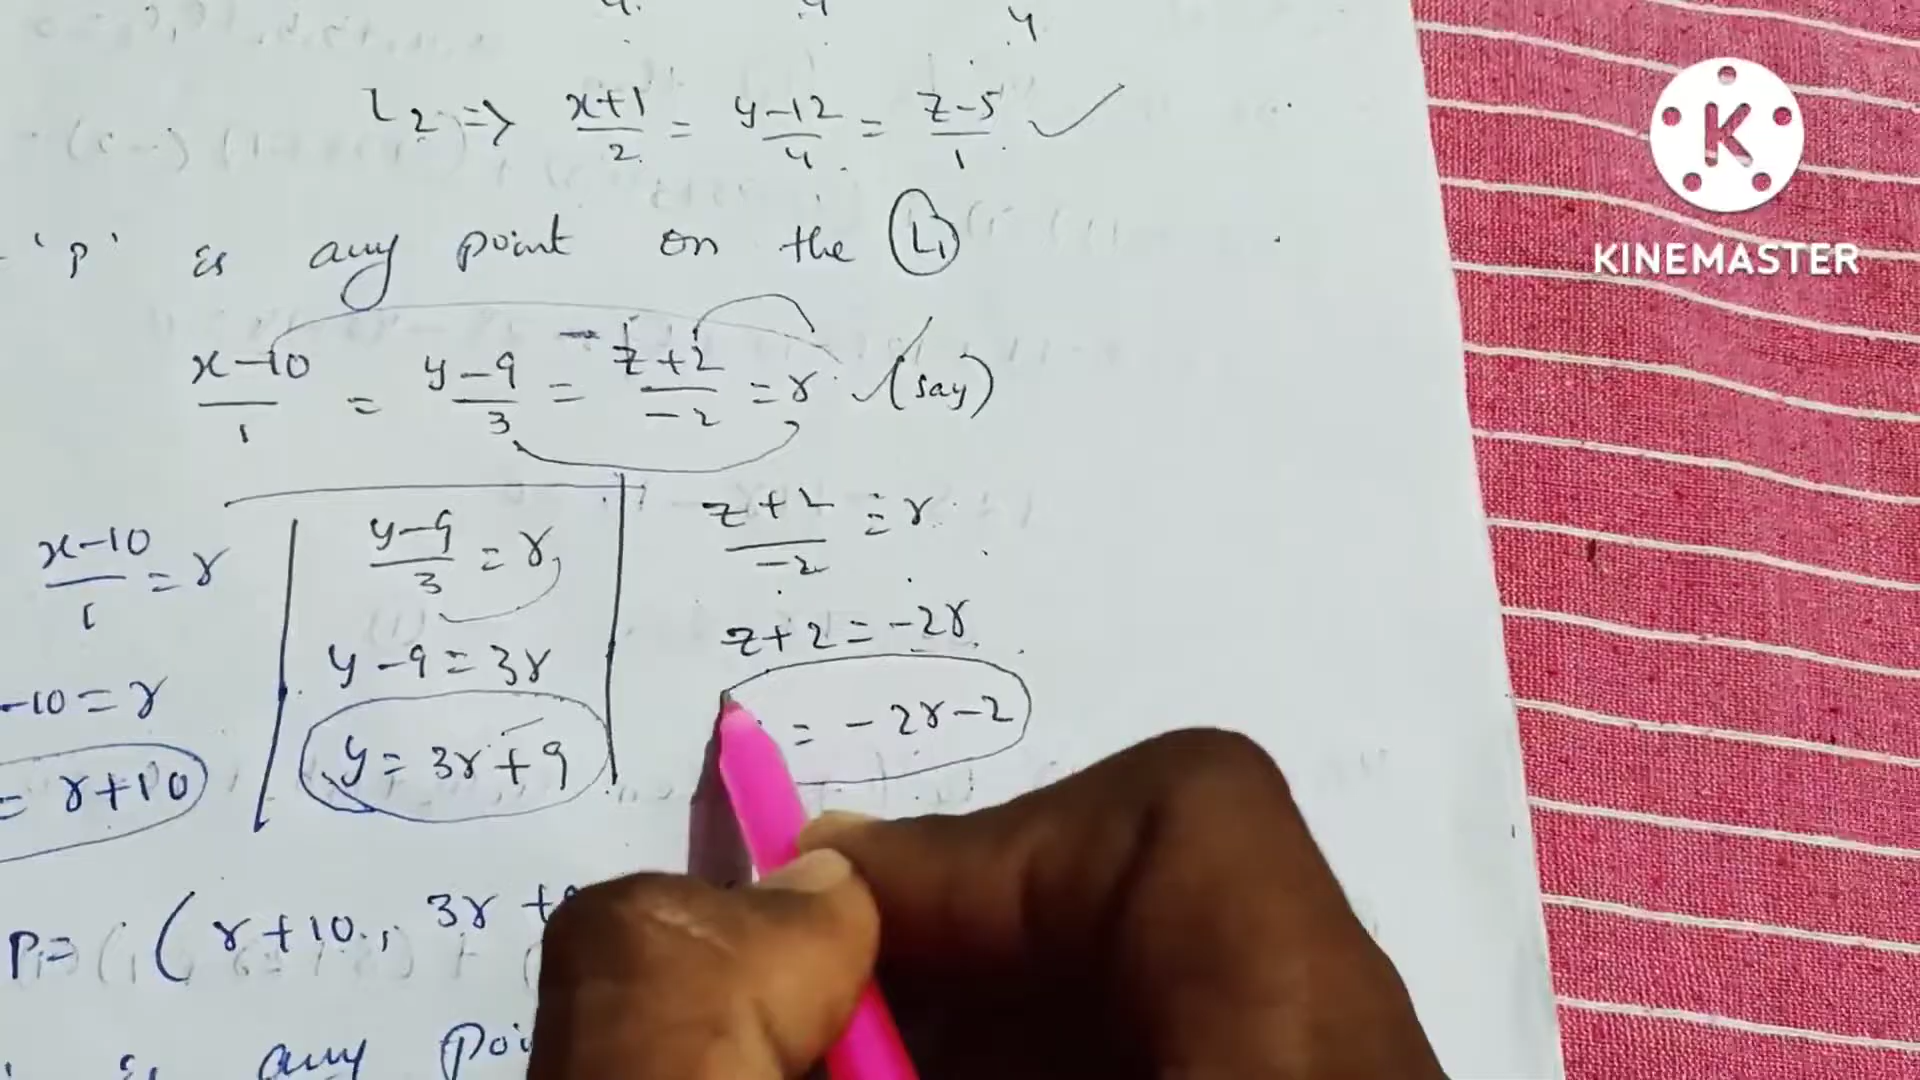 L2 => x+1/2 = y-12/4 = z-5/1 ✓
'P' is any point on the L1
x-10/1 = y-9/3 = z+2/-2 = r (say)
x-10/1 = r
-10 = r
= r+10
y-9/3 = r
y-9 = 3r
y = 3r+9
z+2/-2 = r
z+2 = -2r
= -2r-2
P = (r+10, 3r+
is any poi
KINEMASTER